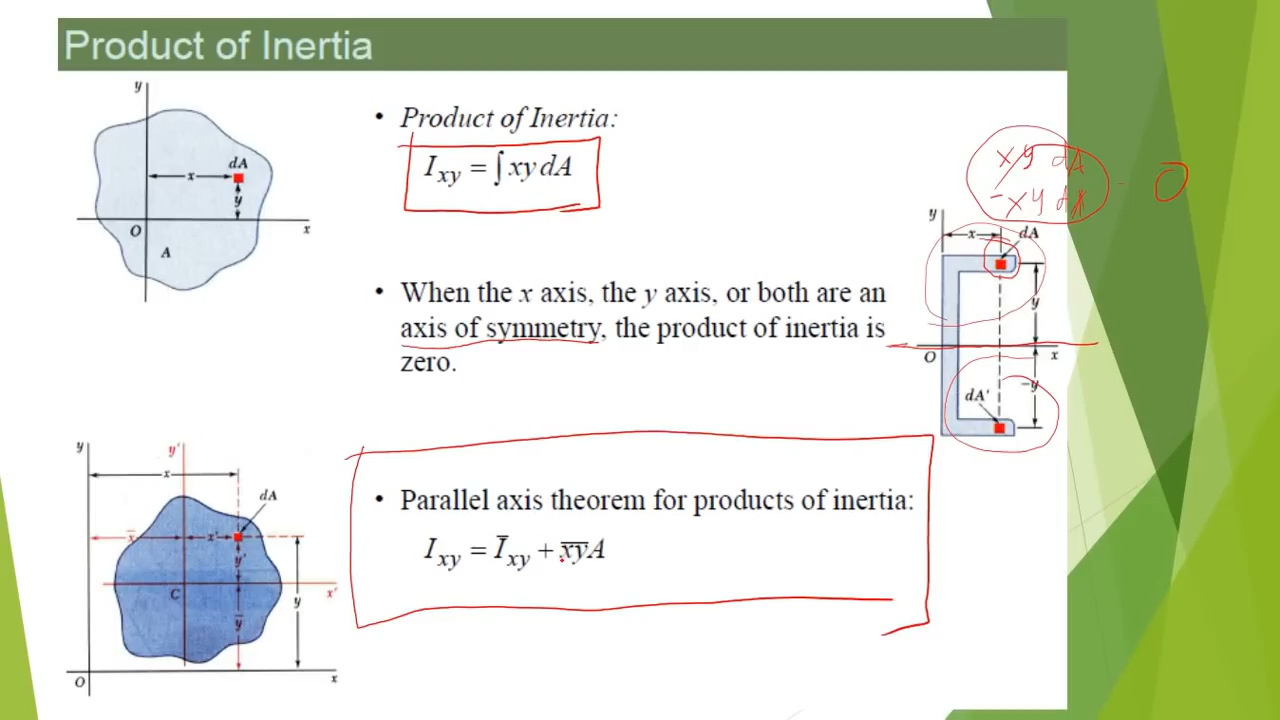 Product of Inertia
y
dA
x
y
O
x
A
• Product of Inertia:
I_xy = ∫ xy dA
xy dA
-xy dA
0
• When the x axis, the y axis, or both are an
axis of symmetry, the product of inertia is
zero.
y
x
dA
y
O
x
-y
dA'
y
y'
x
dA
x̅
x'
y'
C
y
x'
y̅
O
x
• Parallel axis theorem for products of inertia:
I_xy = I̅_xy + x̅y̅A